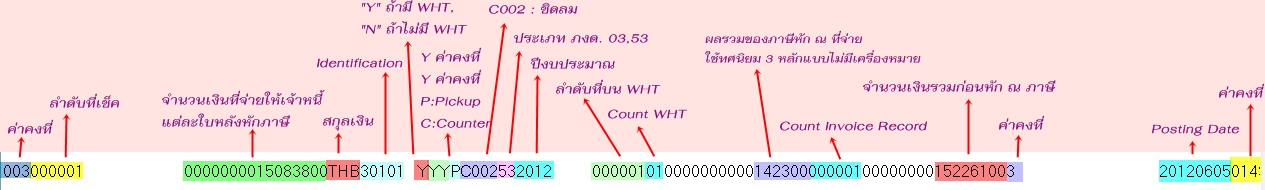 "Y" ถ้ามี WHT,
"N" ถ้าไม่มี WHT
C002 : ชิดลม
ประเภท ภงด. 03,53
ผลรวมของภาษีหัก ณ ที่จ่าย
ใช้ทศนิยม 3 หลักแบบไม่มีเครื่องหมาย
Identification
Y ค่าคงที่
Y ค่าคงที่
P:Pickup
C:Counter
ปีงบประมาณ
ลำดับที่บน WHT
จำนวนเงินรวมก่อนหัก ณ ภาษี
ค่าคงที่
ลำดับที่เช็ค
ค่าคงที่
จำนวนเงินที่จ่ายให้เจ้าหนี้
แต่ละใบหลังหักภาษี
สกุลเงิน
Count WHT
Count Invoice Record
ค่าคงที่
Posting Date
003000001 0000000015083800THB30101 YYYPC002532012 00000101000000000014230000000100000000152261003 20120605014